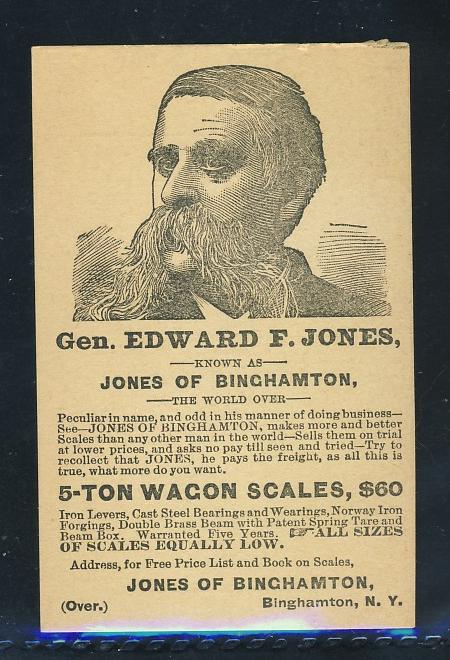 Gen. EDWARD F. JONES,
—KNOWN AS—
JONES OF BINGHAMTON,
—THE WORLD OVER—
Peculiar in name, and odd in his manner of doing business—
See—JONES OF BINGHAMTON, makes more and better
Scales than any other man in the world—Sells them on trial
at lower prices, and asks no pay till seen and tried—Try to
recollect that JONES, he pays the freight, as all this is
true, what more do you want.
5-TON WAGON SCALES, $60
Iron Levers, Cast Steel Bearings and Wearings, Norway Iron
Forgings, Double Brass Beam with Patent Spring Tare and
Beam Box. Warranted Five Years. ☞ALL SIZES
OF SCALES EQUALLY LOW.
Address, for Free Price List and Book on Scales,
JONES OF BINGHAMTON,
(Over.) Binghamton, N. Y.